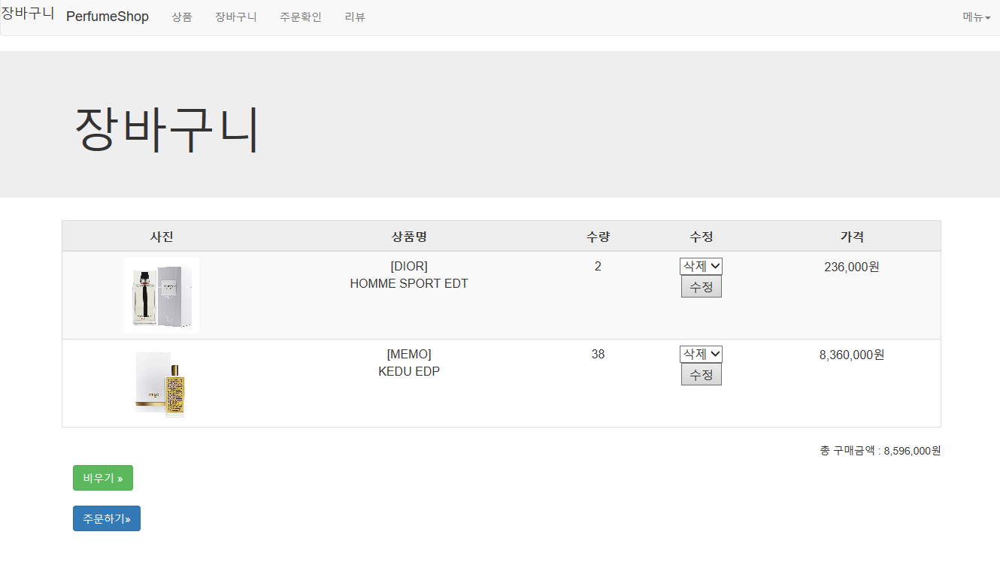 장바구니 PerfumeShop 상품 장바구니 주문확인 리뷰 메뉴
장바구니
사진 상품명 수량 수정 가격
[DIOR] 2 삭제 236,000원
HOMME SPORT EDT 수정
[MEMO] 38 삭제 8,360,000원
KEDU EDP 수정
총 구매금액 : 8,596,000원
비우기 »
주문하기»